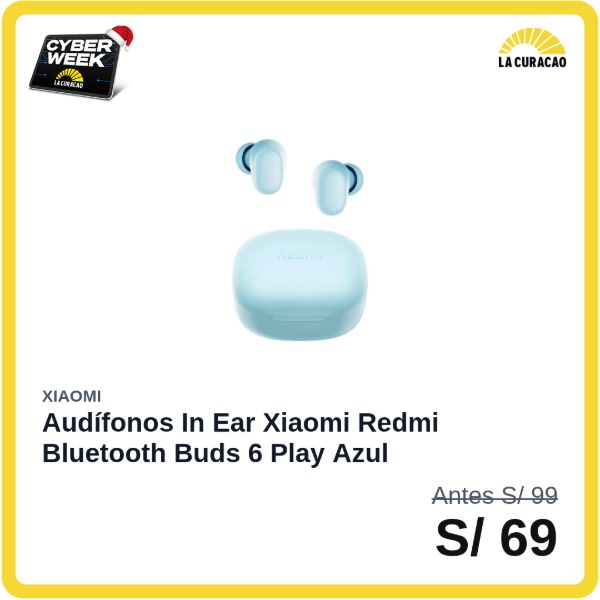 CYBER
WEEK
LA CURACAO
LA CURACAO
Redmi
XIAOMI
Audífonos In Ear Xiaomi Redmi
Bluetooth Buds 6 Play Azul
Antes S/ 99
S/ 69